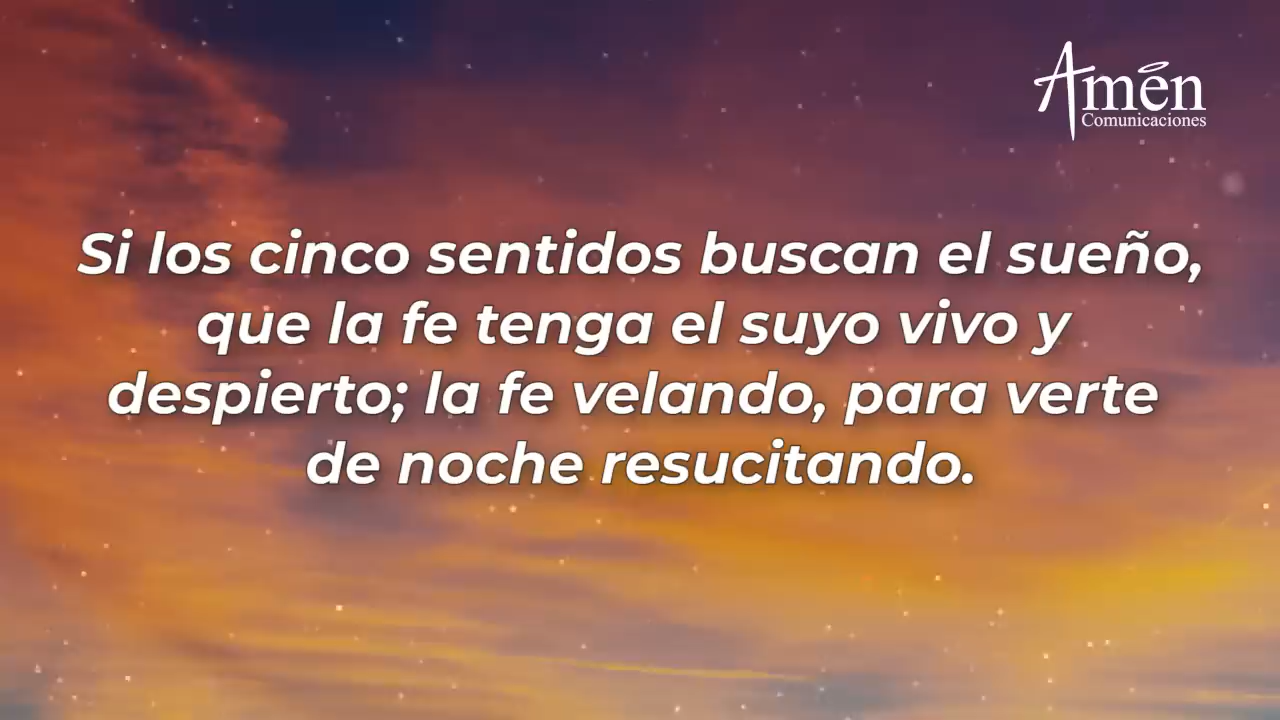 Amén
Comunicaciones
Si los cinco sentidos buscan el sueño,
que la fe tenga el suyo vivo y
despierto; la fe velando, para verte
de noche resucitando.